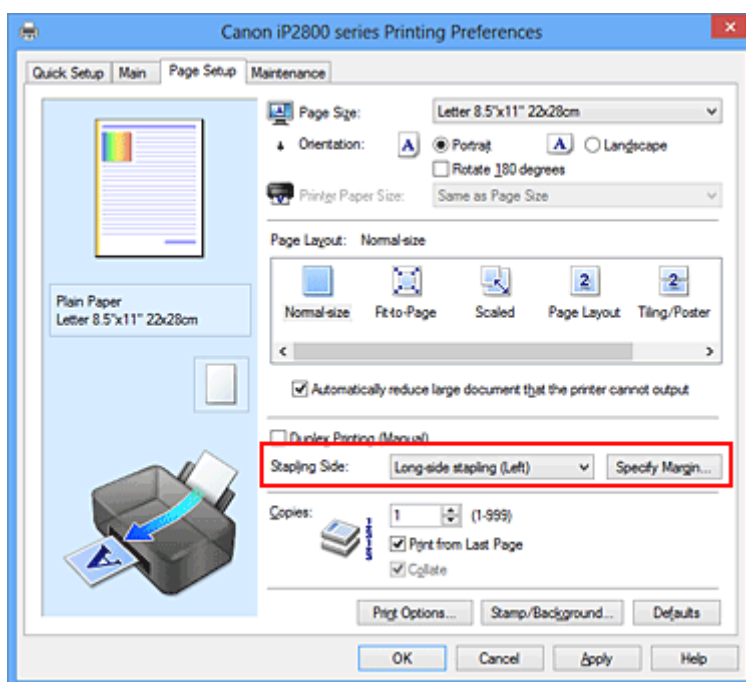 Canon iP2800 series Printing Preferences
Quick Setup Main Page Setup Maintenance
Page Size: Letter 8.5"x11" 22x28cm
Orientation: A Portrait A Landscape
Rotate 180 degrees
Printer Paper Size: Same as Page Size
Page Layout: Normal-size
2 2
Normal-size Fit-to-Page Scaled Page Layout Tiling/Poster
Plain Paper
Letter 8.5"x11" 22x28cm
Automatically reduce large document that the printer cannot output
Duplex Printing (Manual)
Stapling Side: Long-side stapling (Left) Specify Margin...
Copies: 1 (1-999)
Print from Last Page
Collate
Print Options... Stamp/Background... Defaults
OK Cancel Apply Help